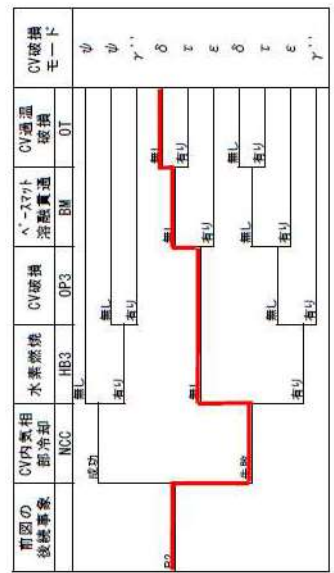 前図の
後続事象
CV内気相
部冷却
NCC
水素燃焼
HB3
CV破損
OP3
ベースマット
溶融貫通
BM
CV過温
破損
OT
CV破損
モード
成功
失敗
無し
有り
無し
有り
無し
有り
無し
有り
無し
有り
無し
有り
無し
有り
無し
有り
ψ
ψ
γ''
δ
τ
ε
δ
τ
ε
γ''